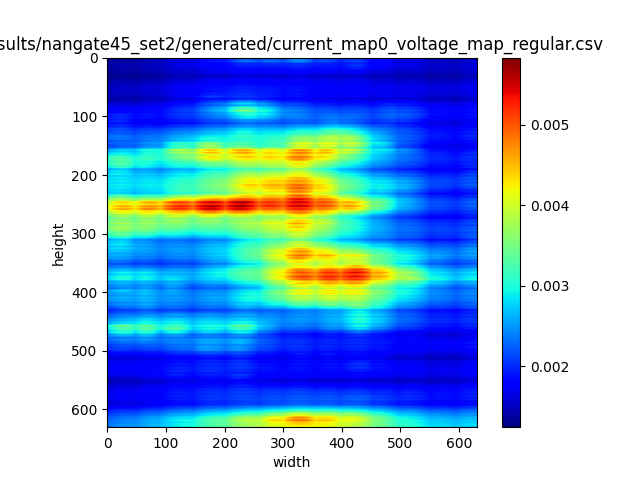 sults/nangate45_set2/generated/current_map0_voltage_map_regular.csv
0
100
200
300
400
500
600
height
0 100 200 300 400 500 600
width
0.005
0.004
0.003
0.002